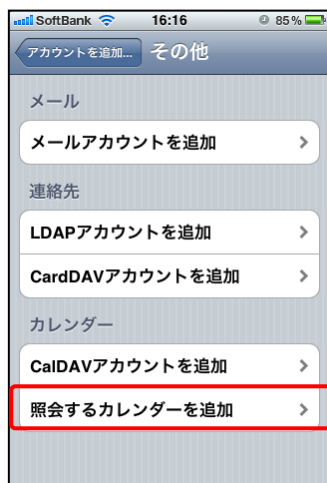 SoftBank 16:16 85%
アカウントを追加... その他
メール
メールアカウントを追加
連絡先
LDAPアカウントを追加
CardDAVアカウントを追加
カレンダー
CalDAVアカウントを追加
照会するカレンダーを追加